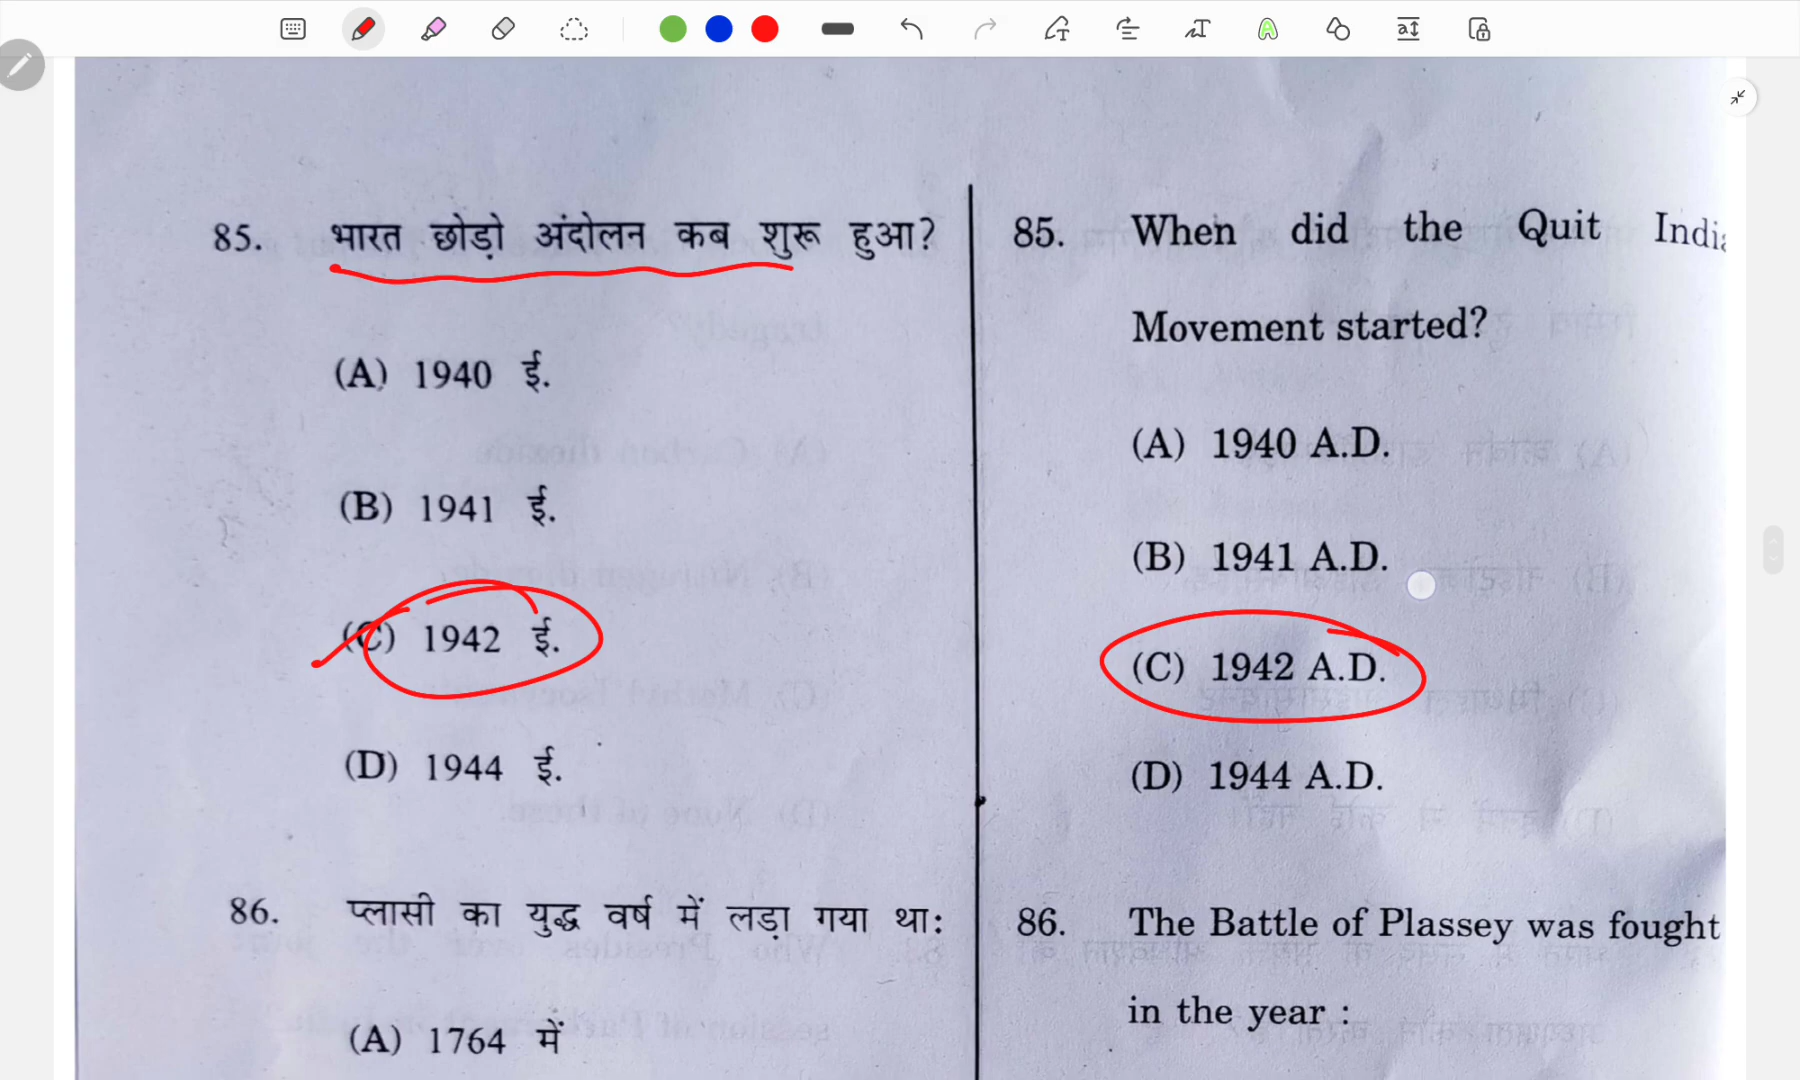 85. भारत छोड़ो अंदोलन कब शुरू हुआ?
(A) 1940 ई.
(B) 1941 ई.
(C) 1942 ई.
(D) 1944 ई.
86. प्लासी का युद्ध वर्ष में लड़ा गया था:
(A) 1764 में
85. When did the Quit Indi
Movement started?
(A) 1940 A.D.
(B) 1941 A.D.
(C) 1942 A.D.
(D) 1944 A.D.
86. The Battle of Plassey was fought
in the year :